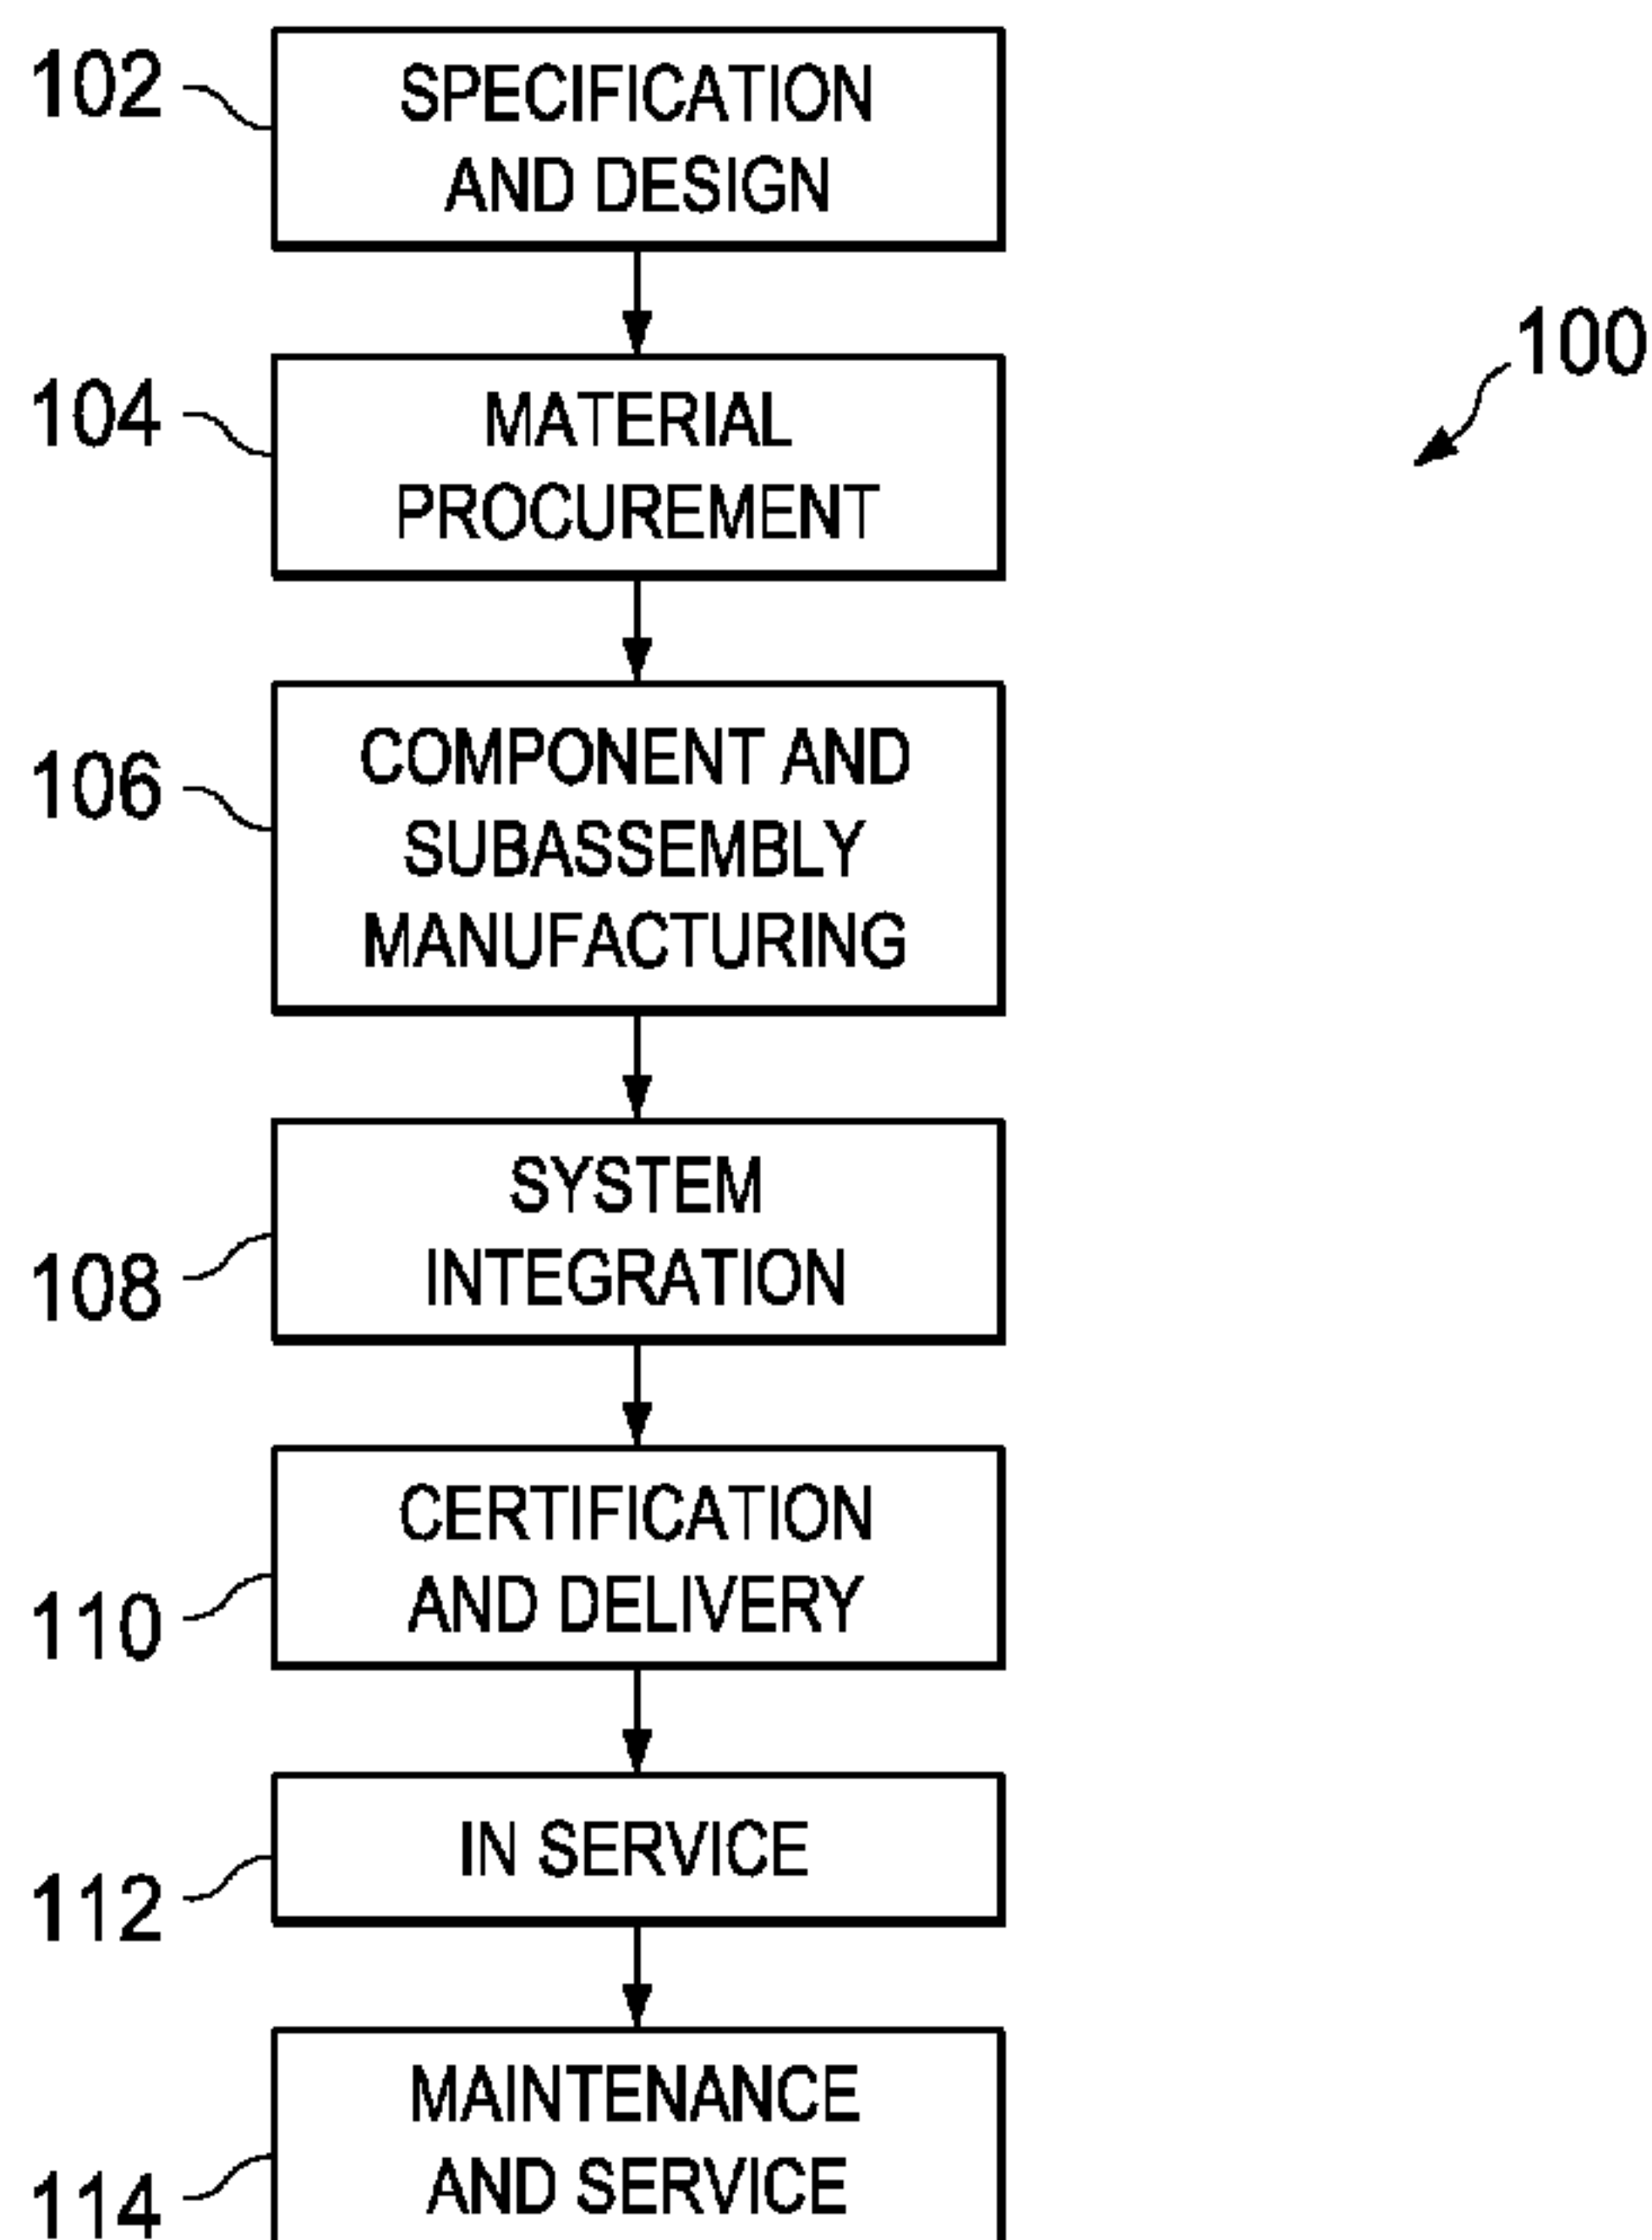 102
SPECIFICATION
AND DESIGN
100
104
MATERIAL
PROCUREMENT
106
COMPONENT AND
SUBASSEMBLY
MANUFACTURING
108
SYSTEM
INTEGRATION
110
CERTIFICATION
AND DELIVERY
112
IN SERVICE
114
MAINTENANCE
AND SERVICE